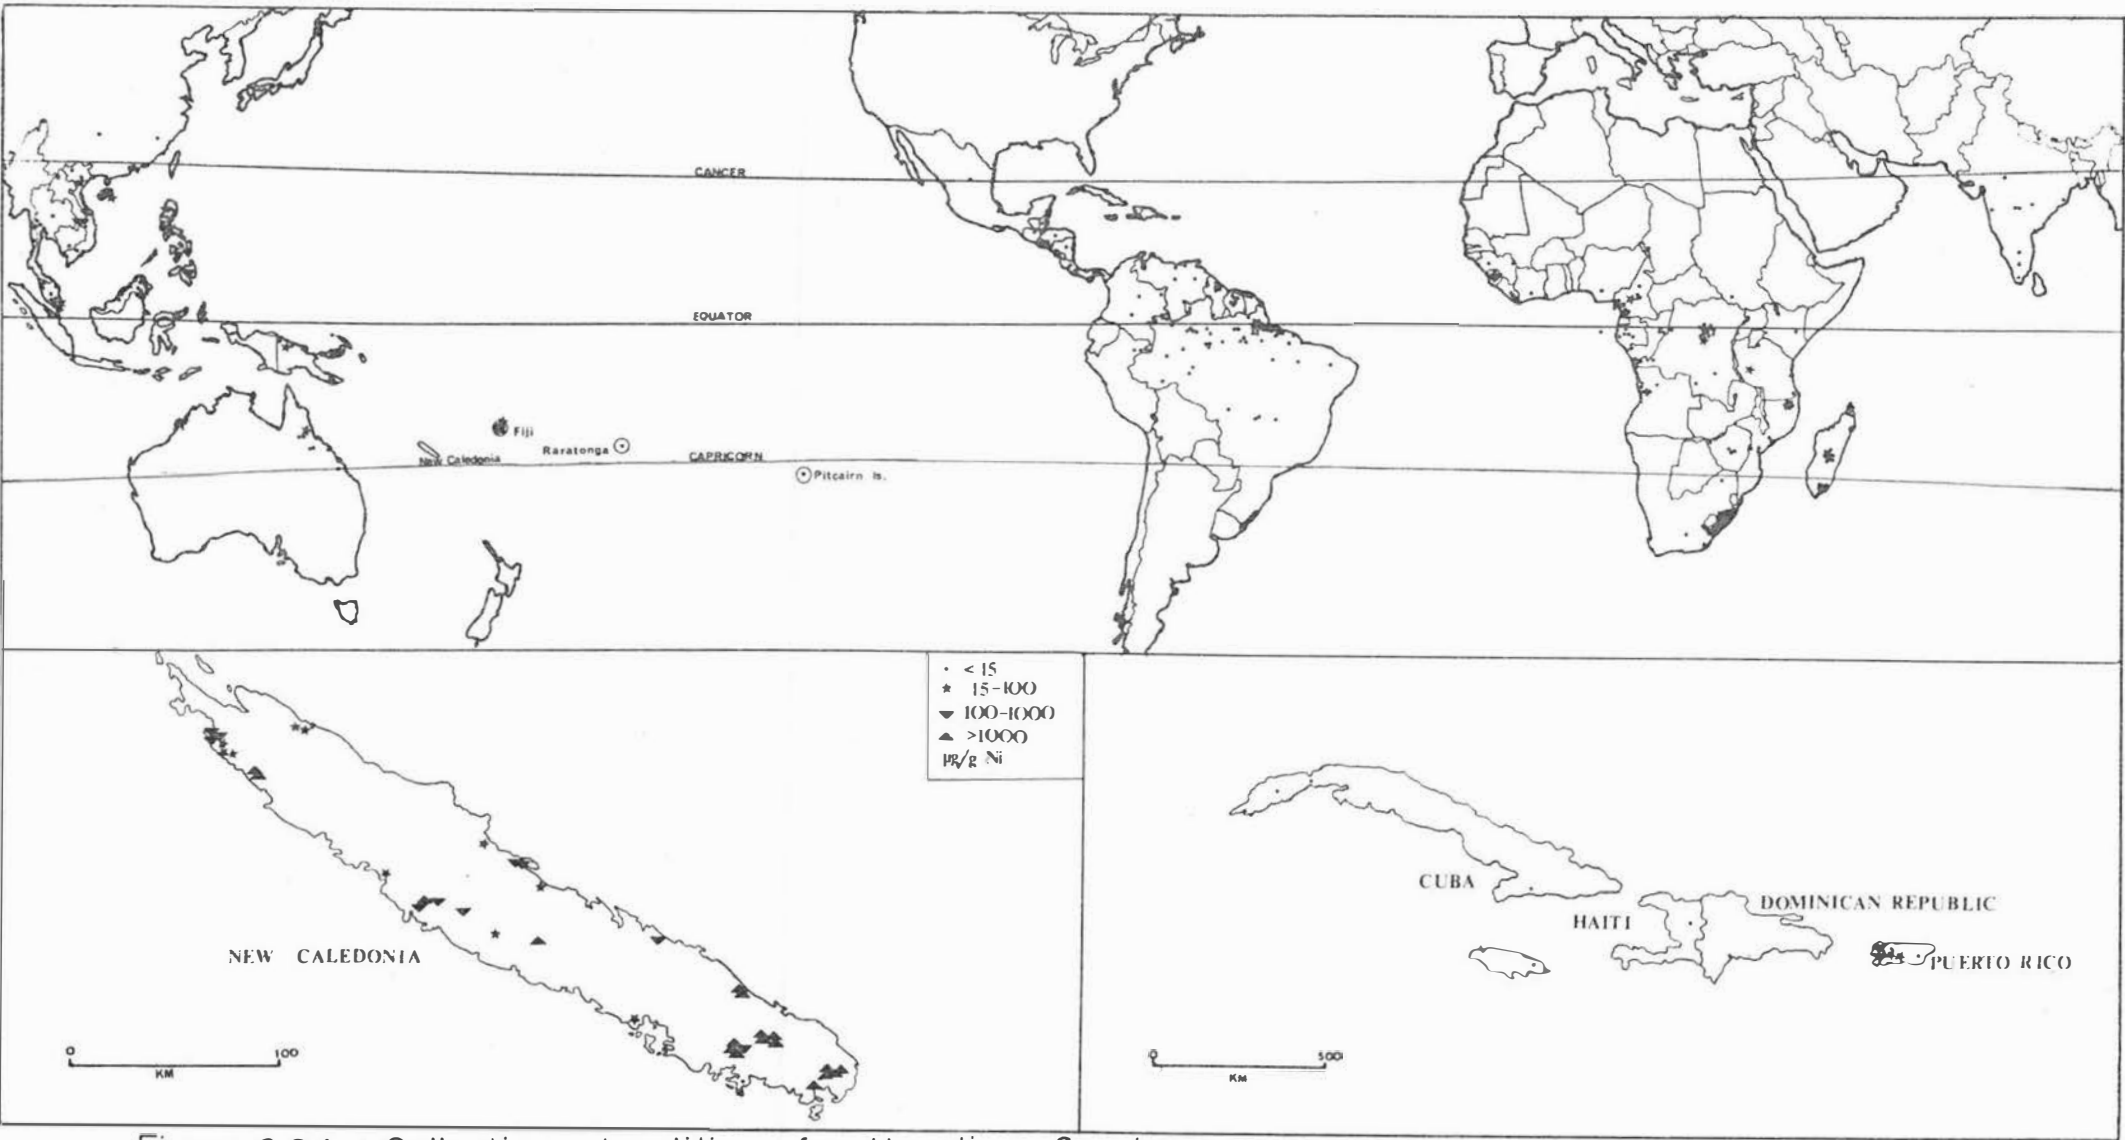 CANCER
EQUATOR
Fiji
Raratonga
New Caledonia
CAPRICORN
Pitcairn Is.
< 15
15-100
100-1000
>1000
µg/g Ni
NEW CALEDONIA
0 100
KM
CUBA
HAITI
DOMINICAN REPUBLIC
PUERTO RICO
0 500
KM